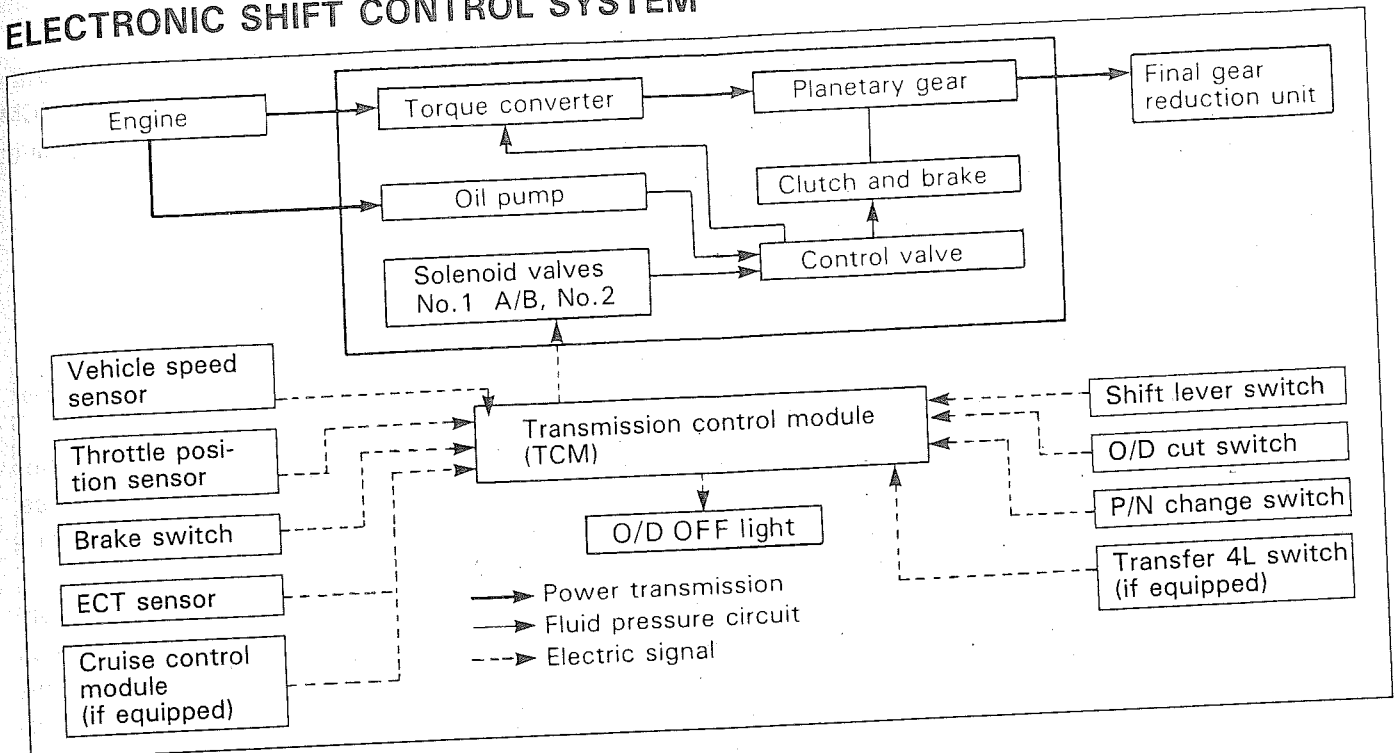 ELECTRONIC SHIFT CONTROL SYSTEM
Engine
Torque converter
Planetary gear
Final gear
reduction unit
Oil pump
Clutch and brake
Solenoid valves
No.1 A/B, No.2
Control valve
Vehicle speed
sensor
Throttle posi-
tion sensor
Brake switch
ECT sensor
Cruise control
module
(if equipped)
Transmission control module
(TCM)
O/D OFF light
Shift lever switch
O/D cut switch
P/N change switch
Transfer 4L switch
(if equipped)
Power transmission
Fluid pressure circuit
Electric signal